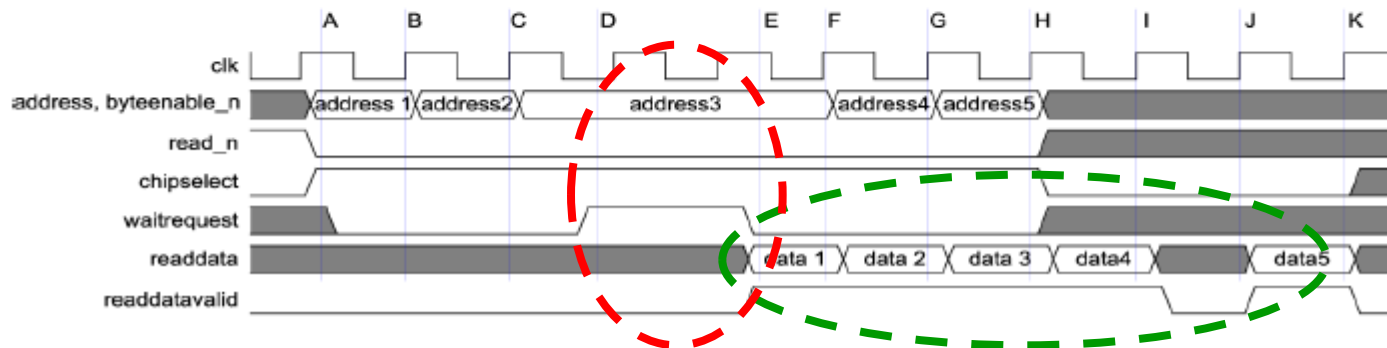 A B C D E F G H I J K
clk
address, byteenable_n address 1 address2 address3 address4 address5
read_n
chipselect
waitrequest
readdata data 1 data 2 data 3 data4 data5
readdatavalid